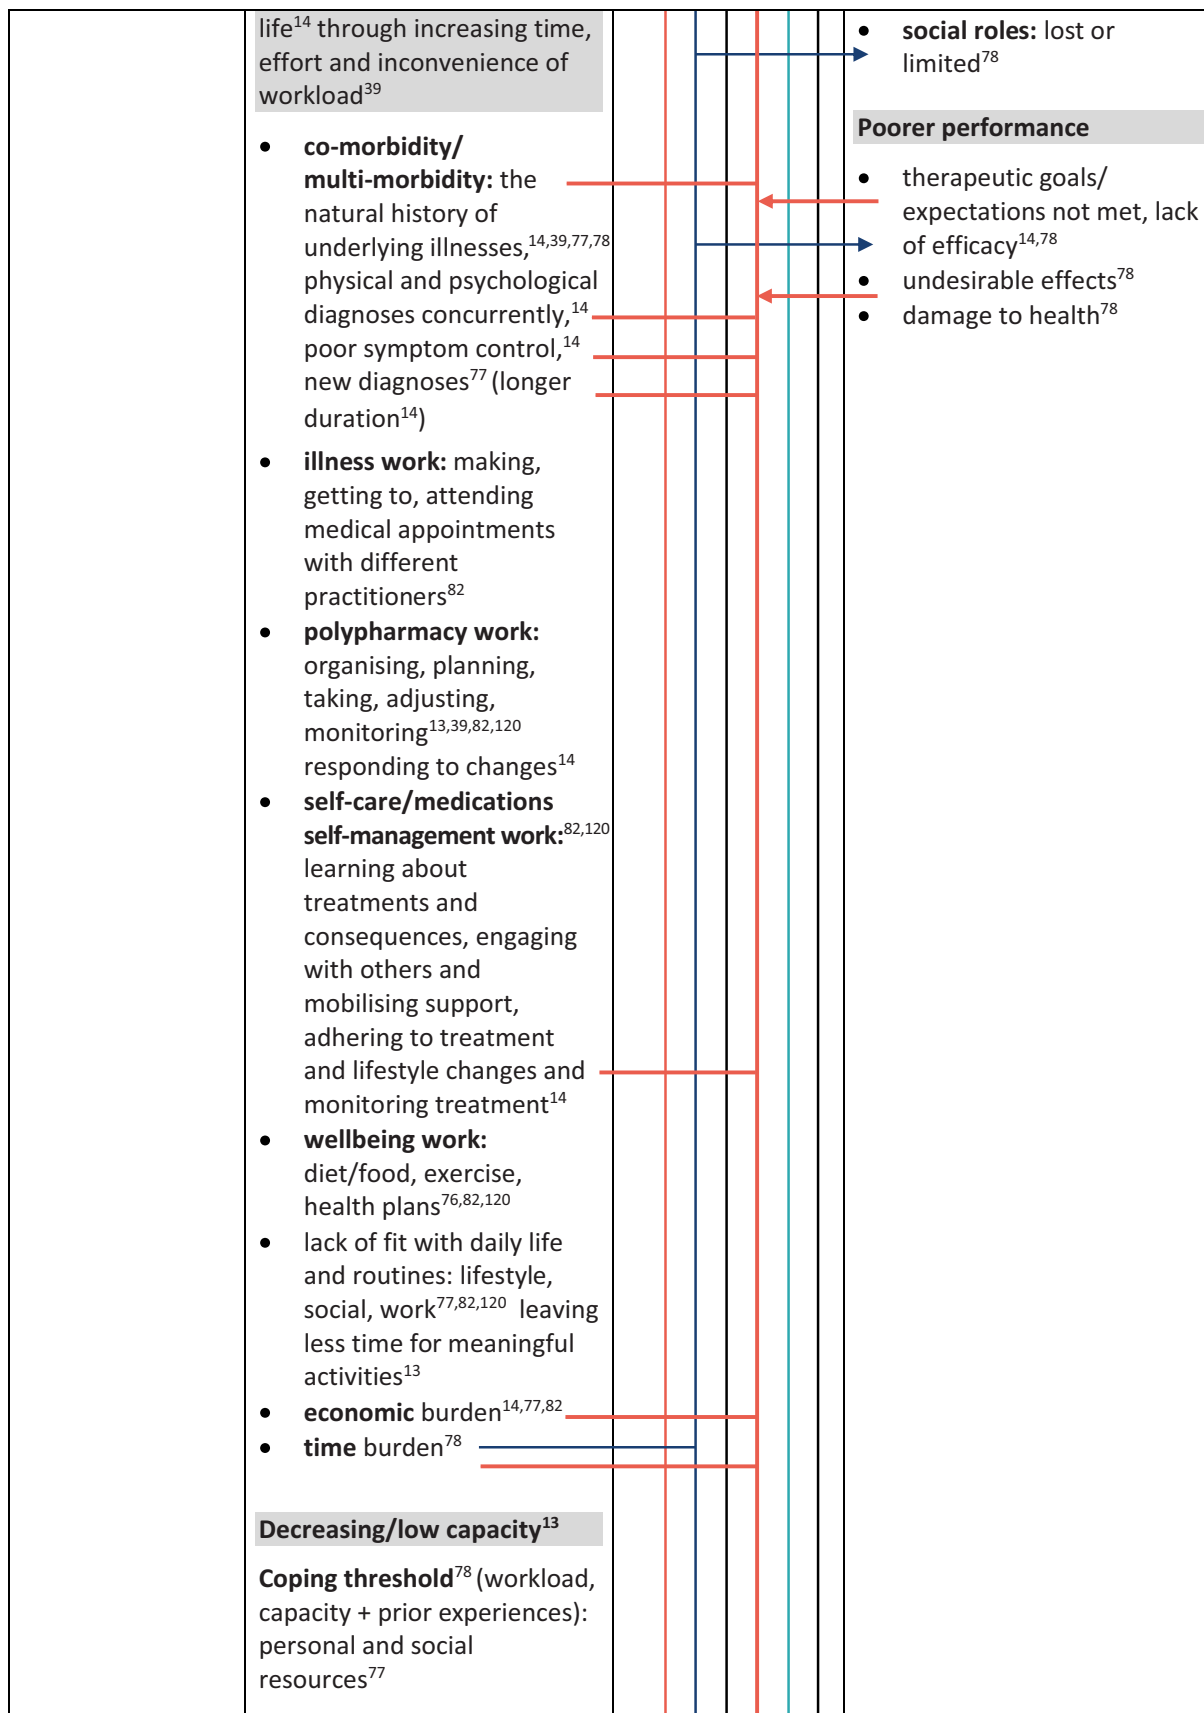 life14 through increasing time,
effort and inconvenience of
workload39
• co-morbidity/
multi-morbidity: the
natural history of
underlying illnesses,14,39,77,78
physical and psychological
diagnoses concurrently,14
poor symptom control,14
new diagnoses77 (longer
duration14)
• illness work: making,
getting to, attending
medical appointments
with different
practitioners82
• polypharmacy work:
organising, planning,
taking, adjusting,
monitoring13,39,82,120
responding to changes14
• self-care/medications
self-management work:82,120
learning about
treatments and
consequences, engaging
with others and
mobilising support,
adhering to treatment
and lifestyle changes and
monitoring treatment14
• wellbeing work:
diet/food, exercise,
health plans76,82,120
• lack of fit with daily life
and routines: lifestyle,
social, work77,82,120 leaving
less time for meaningful
activities13
• economic burden14,77,82
• time burden78
Decreasing/low capacity13
Coping threshold78 (workload,
capacity + prior experiences):
personal and social
resources77
• social roles: lost or
limited78
Poorer performance
• therapeutic goals/
expectations not met, lack
of efficacy14,78
• undesirable effects78
• damage to health78